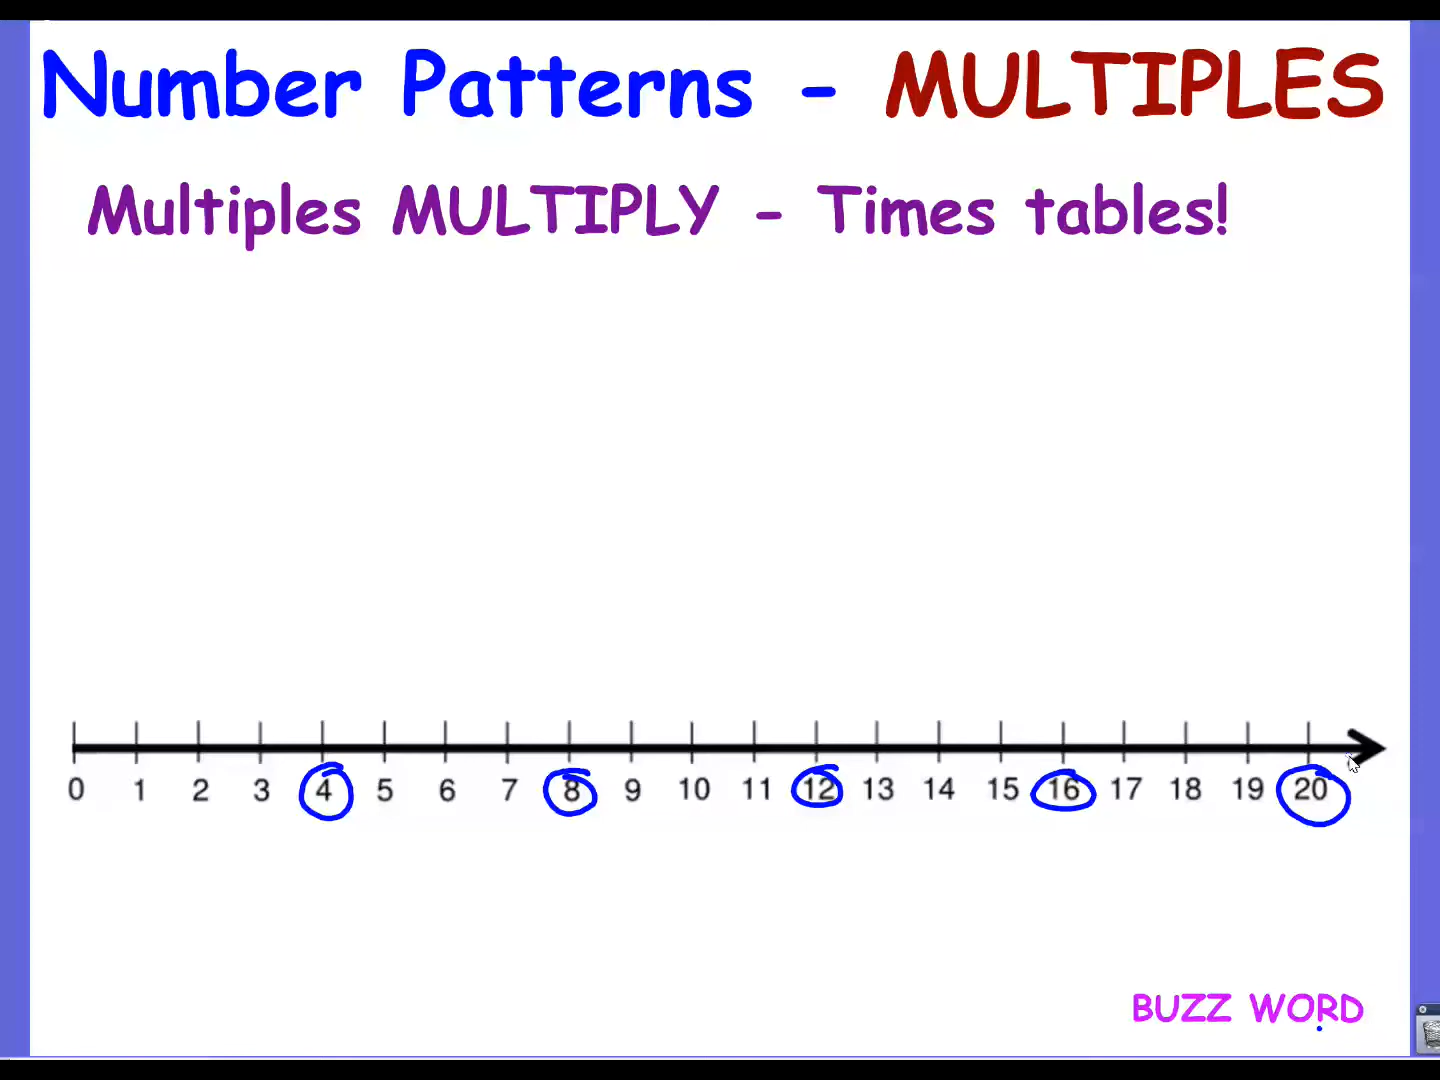 Number Patterns - MULTIPLES
Multiples MULTIPLY - Times tables!
0 1 2 3 4 5 6 7 8 9 10 11 12 13 14 15 16 17 18 19 20
BUZZ WORD